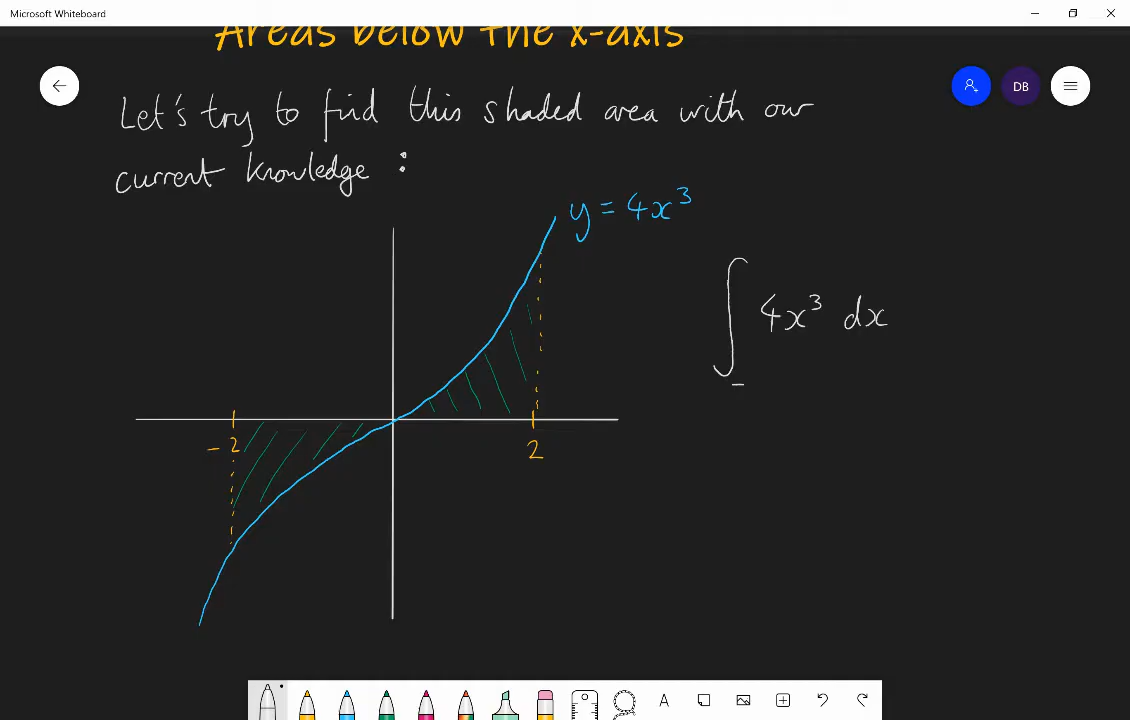 Microsoft Whiteboard
Areas below the x-axis
DB
Let's try to find this shaded area with our
current knowledge :
y = 4x³
∫ 4x³ dx
-2
2
A